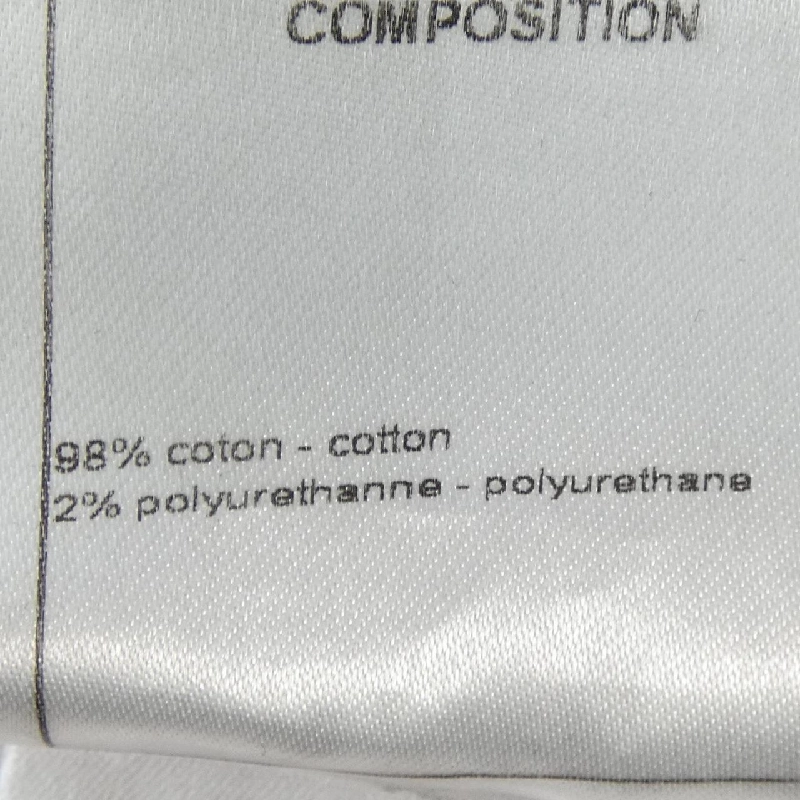 COMPOSITION
98% coton - cotton
2% polyurethanne - polyurethane